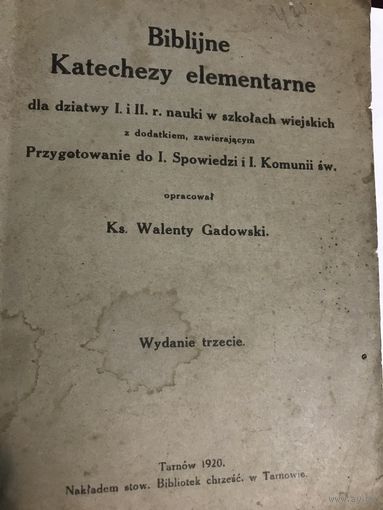 Biblijne
Katechezy elementarne
dla dziatwy I. i II. r. nauki w szkołach wiejskich
z dodatkiem, zawierającym
Przygotowanie do I. Spowiedzi i I. Komunii św.
opracował
Ks. Walenty Gadowski.
Wydanie trzecie.
Tarnów 1920.
Nakładem stow. Bibliotek chrześć. w Tarnowie.